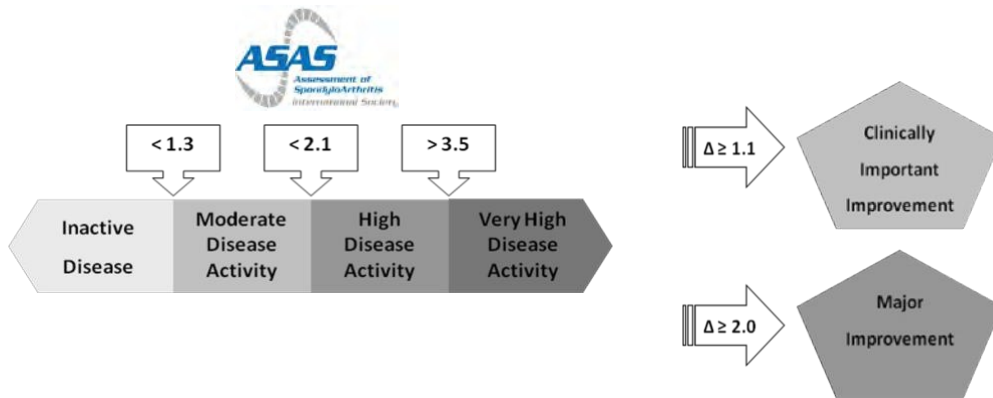 ASAS
Assessment of
SpondyloArthritis
International Society
< 1.3
< 2.1
> 3.5
Inactive
Disease
Moderate
Disease
Activity
High
Disease
Activity
Very High
Disease
Activity
Δ ≥ 1.1
Clinically
Important
Improvement
Δ ≥ 2.0
Major
Improvement